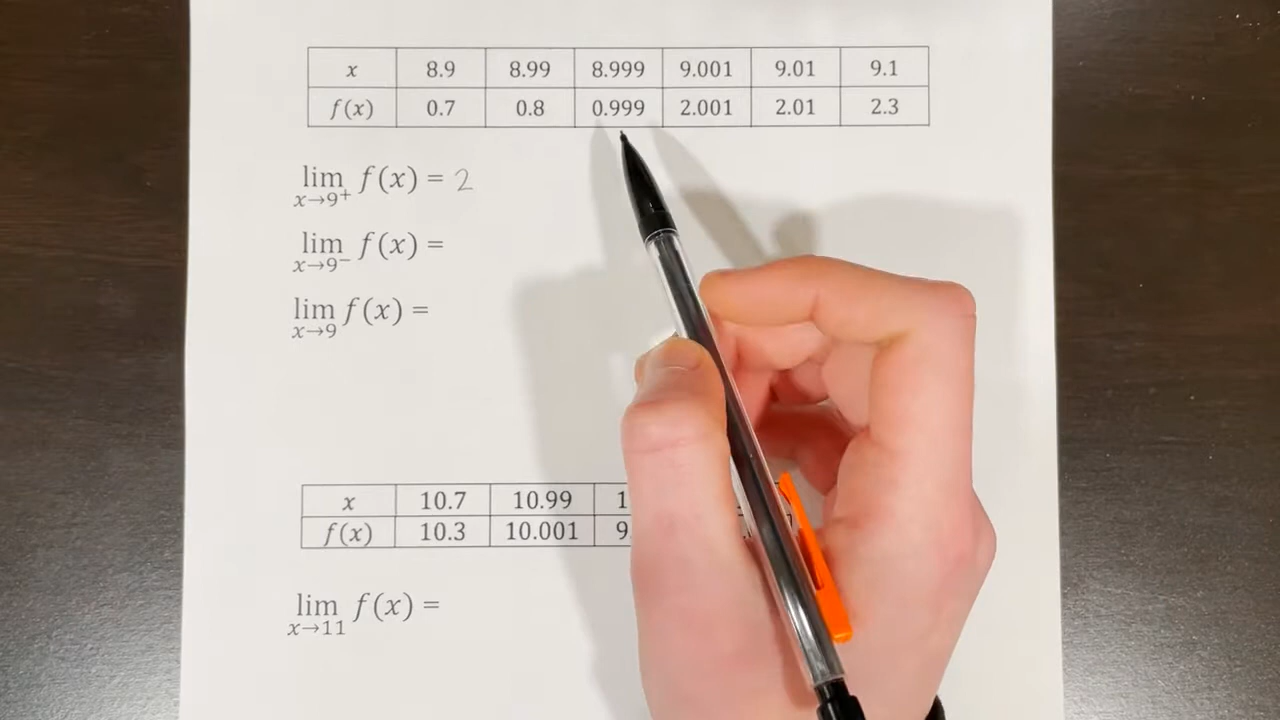 x 8.9 8.99 8.999 9.001 9.01 9.1
f(x) 0.7 0.8 0.999 2.001 2.01 2.3
lim x→9⁺ f(x) = 2
lim x→9⁻ f(x) =
lim x→9 f(x) =
x 10.7 10.99
f(x) 10.3 10.001
lim x→11 f(x) =